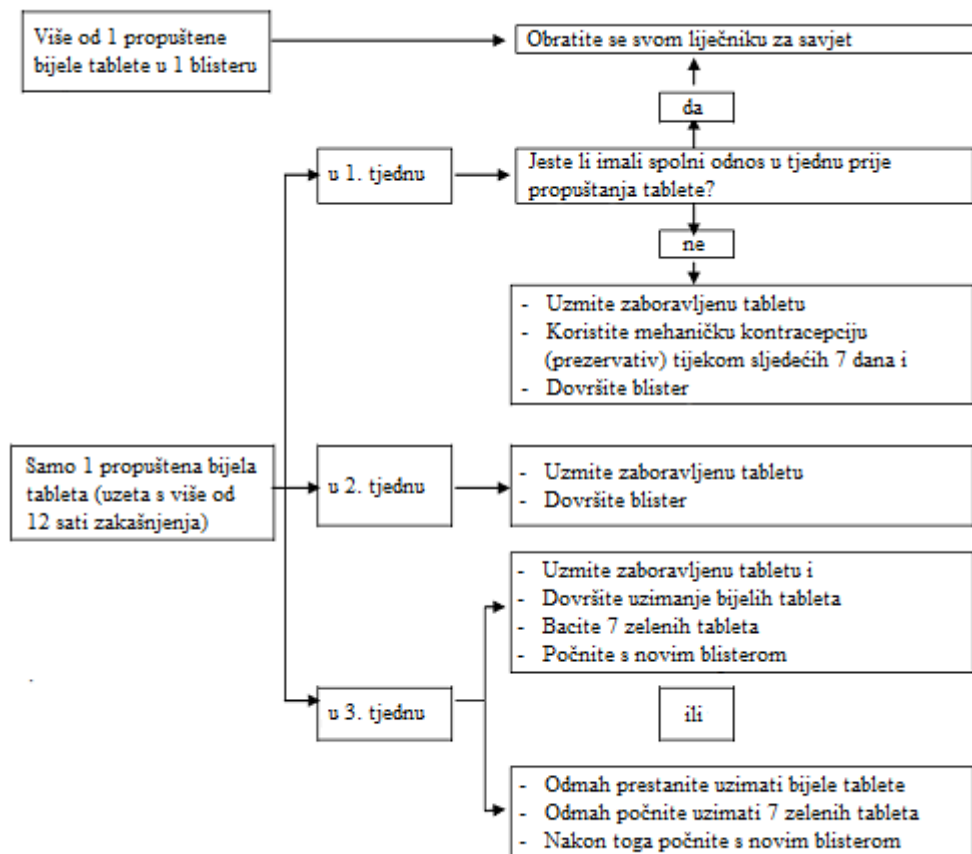 Više od 1 propuštene
bijele tablete u 1 blisteru
Obratite se svom liječniku za savjet
da
u 1. tjednu
Jeste li imali spolni odnos u tjednu prije
propuštanja tablete?
ne
- Uzmite zaboravljenu tabletu
- Koristite mehaničku kontracepciju
(prezervativ) tijekom sljedećih 7 dana i
- Dovršite blister
Samo 1 propuštena bijela
tableta (uzeta s više od
12 sati zakašnjenja)
u 2. tjednu
- Uzmite zaboravljenu tabletu
- Dovršite blister
- Uzmite zaboravljenu tabletu i
- Dovršite uzimanje bijelih tableta
- Bacite 7 zelenih tableta
- Počnite s novim blisterom
u 3. tjednu
ili
- Odmah prestanite uzimati bijele tablete
- Odmah počnite uzimati 7 zelenih tableta
- Nakon toga počnite s novim blisterom